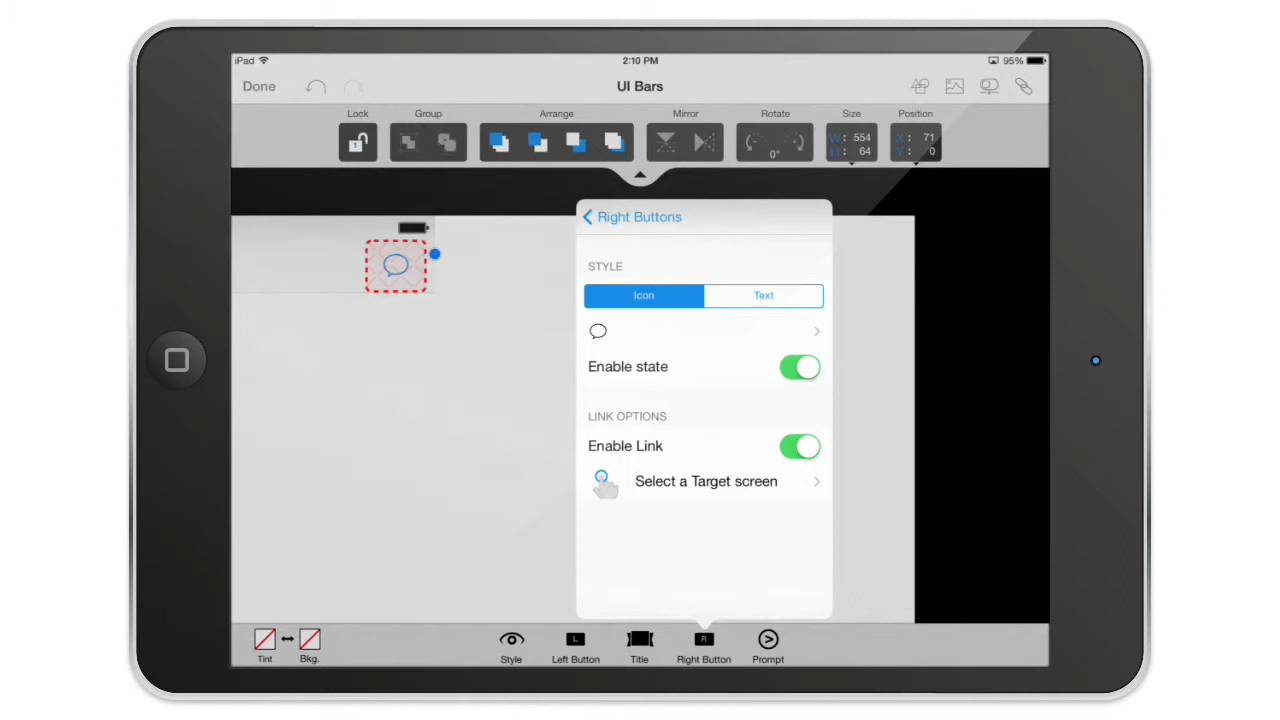 iPad 2:10 PM 95%
Done UI Bars
Lock Group Arrange Mirror Rotate Size Position
W: 554 X: 71
0° H: 64 Y: 0
Right Buttons
STYLE
Icon Text
Enable state
LINK OPTIONS
Enable Link
Select a Target screen
L R
Tint Bkg. Style Left Button Title Right Button Prompt